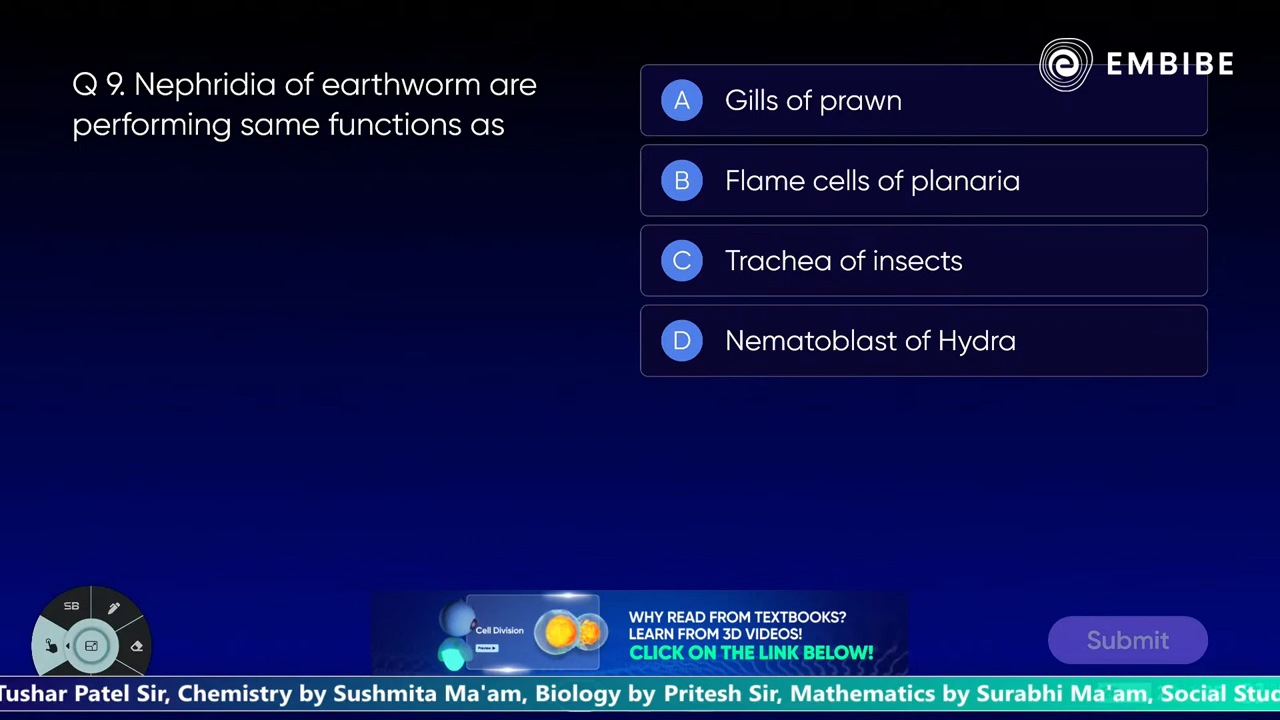 EMBIBE
Q 9. Nephridia of earthworm are
performing same functions as
A Gills of prawn
B Flame cells of planaria
C Trachea of insects
D Nematoblast of Hydra
SB
Cell Division
WHY READ FROM TEXTBOOKS?
LEARN FROM 3D VIDEOS!
CLICK ON THE LINK BELOW!
Submit
Tushar Patel Sir, Chemistry by Sushmita Ma'am, Biology by Pritesh Sir, Mathematics by Surabhi Ma'am, Social Stud